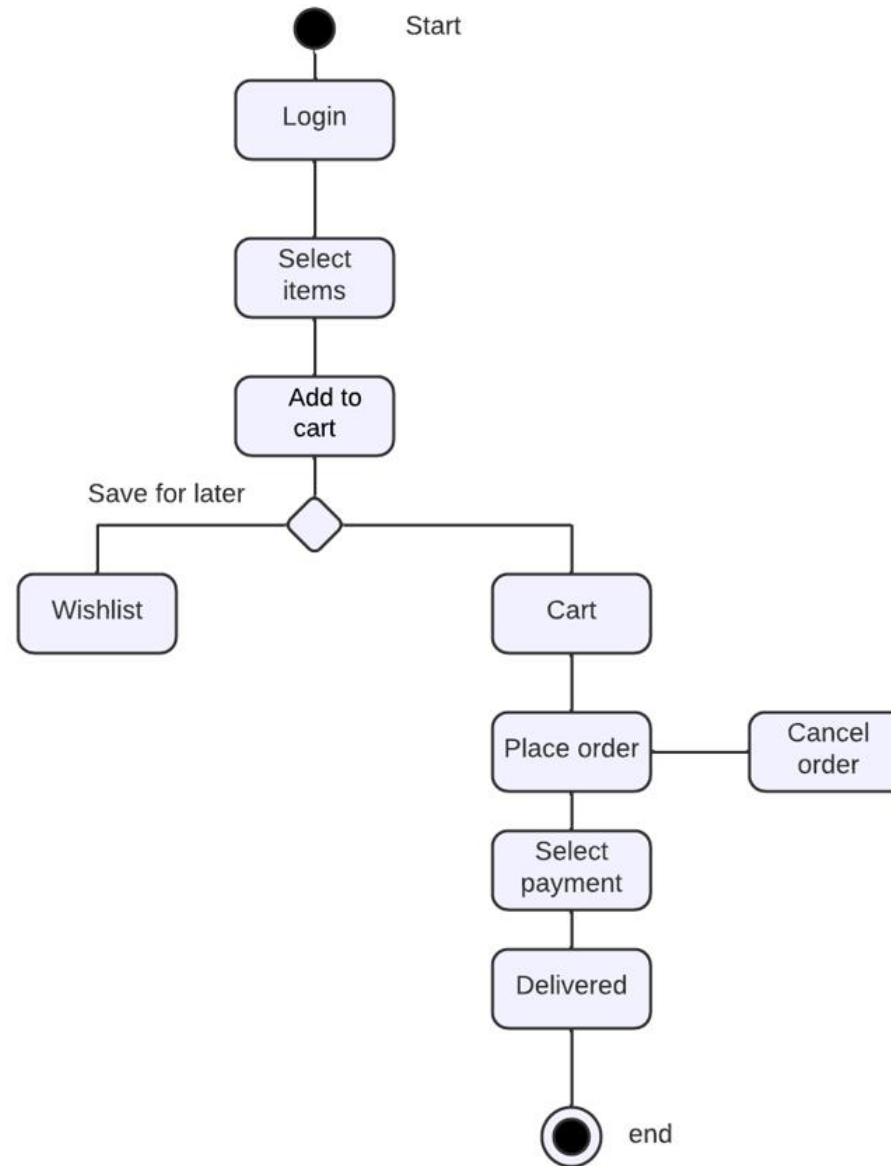 Start
Login
Select
items
Add to
cart
Save for later
Wishlist
Cart
Place order
Cancel
order
Select
payment
Delivered
end